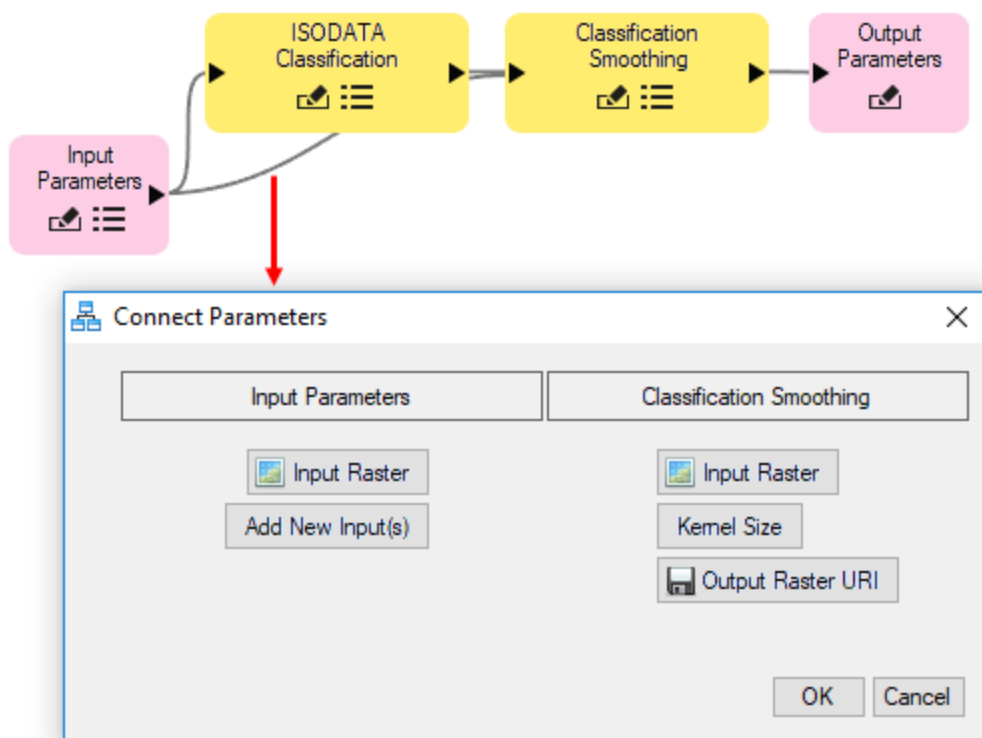 ISODATA
Classification
Classification
Smoothing
Output
Parameters
Input
Parameters
Connect Parameters
Input Parameters
Classification Smoothing
Input Raster
Input Raster
Add New Input(s)
Kernel Size
Output Raster URI
OK
Cancel